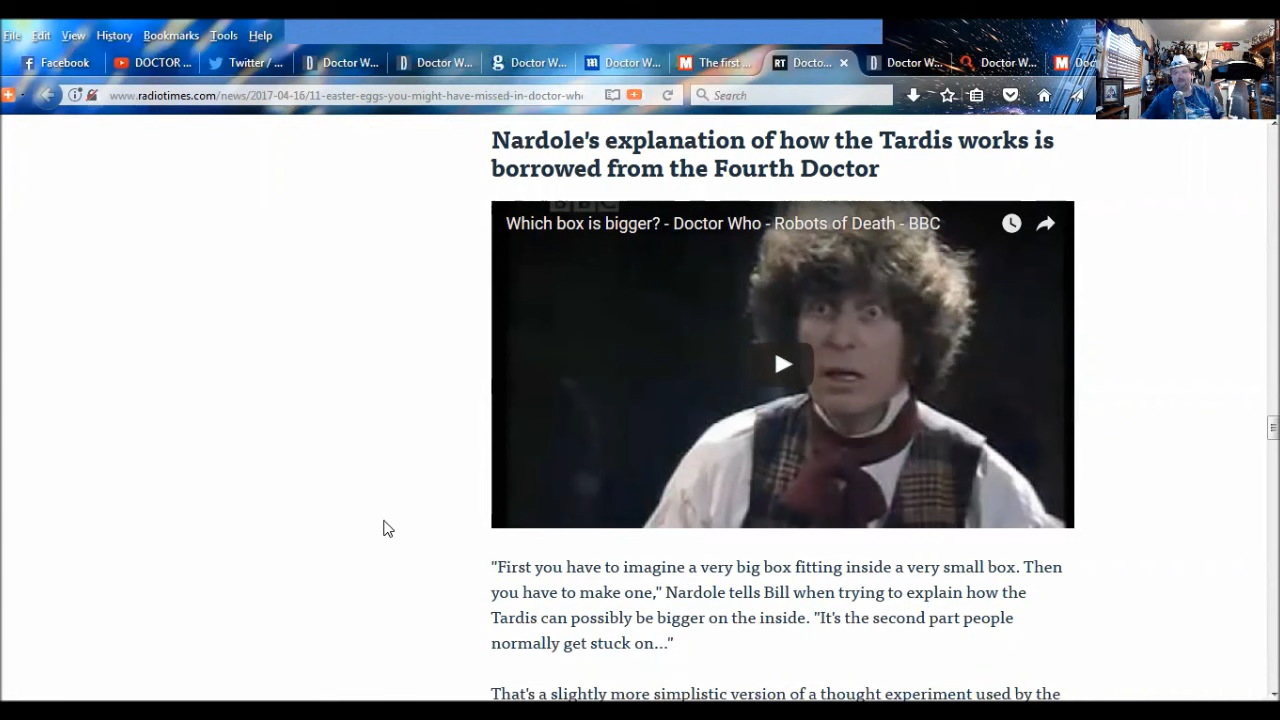 File Edit View History Bookmarks Tools Help
Facebook DOCTOR ... Twitter / ... Doctor W... Doctor W... Doctor W... Doctor W... The first ... RT Docto... Doctor W... Doctor W...
www.radiotimes.com/news/2017-04-16/11-easter-eggs-you-might-have-missed-in-doctor-wh Search
Nardole's explanation of how the Tardis works is
borrowed from the Fourth Doctor
BBC
Which box is bigger? - Doctor Who - Robots of Death - BBC
"First you have to imagine a very big box fitting inside a very small box. Then
you have to make one," Nardole tells Bill when trying to explain how the
Tardis can possibly be bigger on the inside. "It's the second part people
normally get stuck on..."
That's a slightly more simplistic version of a thought experiment used by the